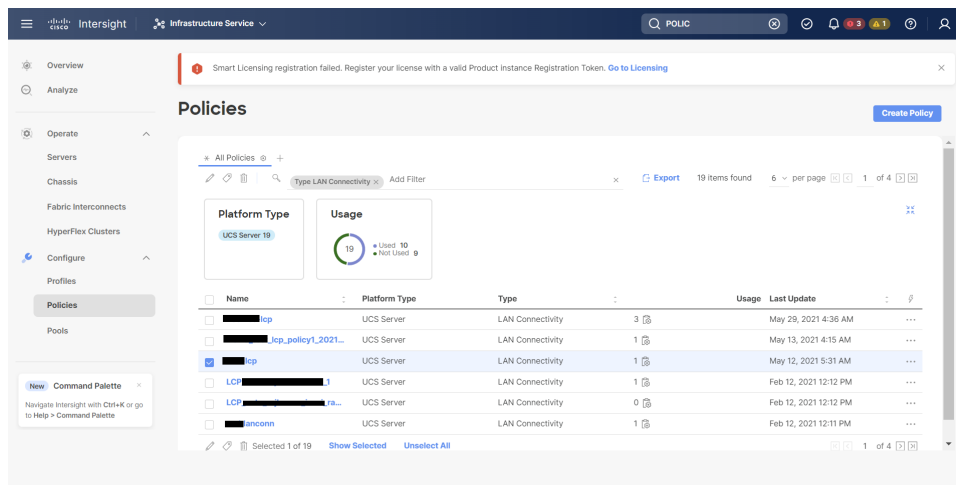 cisco Intersight
Infrastructure Service
POLIC
3
1
Overview
Analyze
Operate
Servers
Chassis
Fabric Interconnects
HyperFlex Clusters
Configure
Profiles
Policies
Pools
New Command Palette ×
Navigate Intersight with Ctrl+K or go
to Help > Command Palette
Smart Licensing registration failed. Register your license with a valid Product instance Registration Token. Go to Licensing
Policies
Create Policy
All Policies
Type LAN Connectivity × Add Filter
Export 19 items found 6 per page 1 of 4
Platform Type
UCS Server 19
Usage
19
Used 10
Not Used 9
Name Platform Type Type Usage Last Update
lcp UCS Server LAN Connectivity 3 May 29, 2021 4:36 AM
_lcp_policy1_2021... UCS Server LAN Connectivity 1 May 13, 2021 4:15 AM
lcp UCS Server LAN Connectivity 1 May 12, 2021 5:31 AM
LCP _1 UCS Server LAN Connectivity 1 Feb 12, 2021 12:12 PM
LCP _ra... UCS Server LAN Connectivity 0 Feb 12, 2021 12:12 PM
lanconn UCS Server LAN Connectivity 1 Feb 12, 2021 12:11 PM
Selected 1 of 19 Show Selected Unselect All 1 of 4